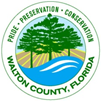 PRIDE • PRESERVATION • CONSERVATION
WALTON COUNTY, FLORIDA